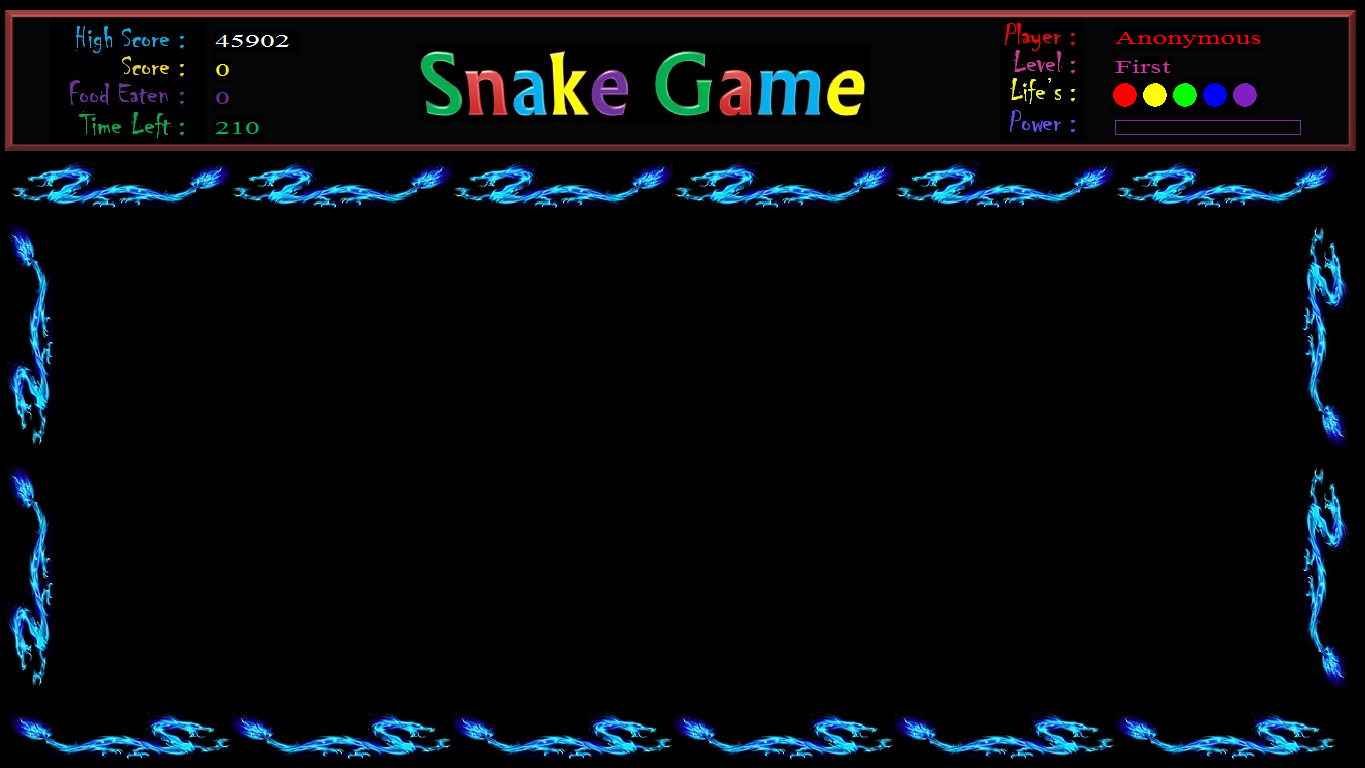 High Score : 45902
Score : 0
Food Eaten : 0
Time Left : 210
Snake Game
Player : Anonymous
Level : First
Life's :
Power :